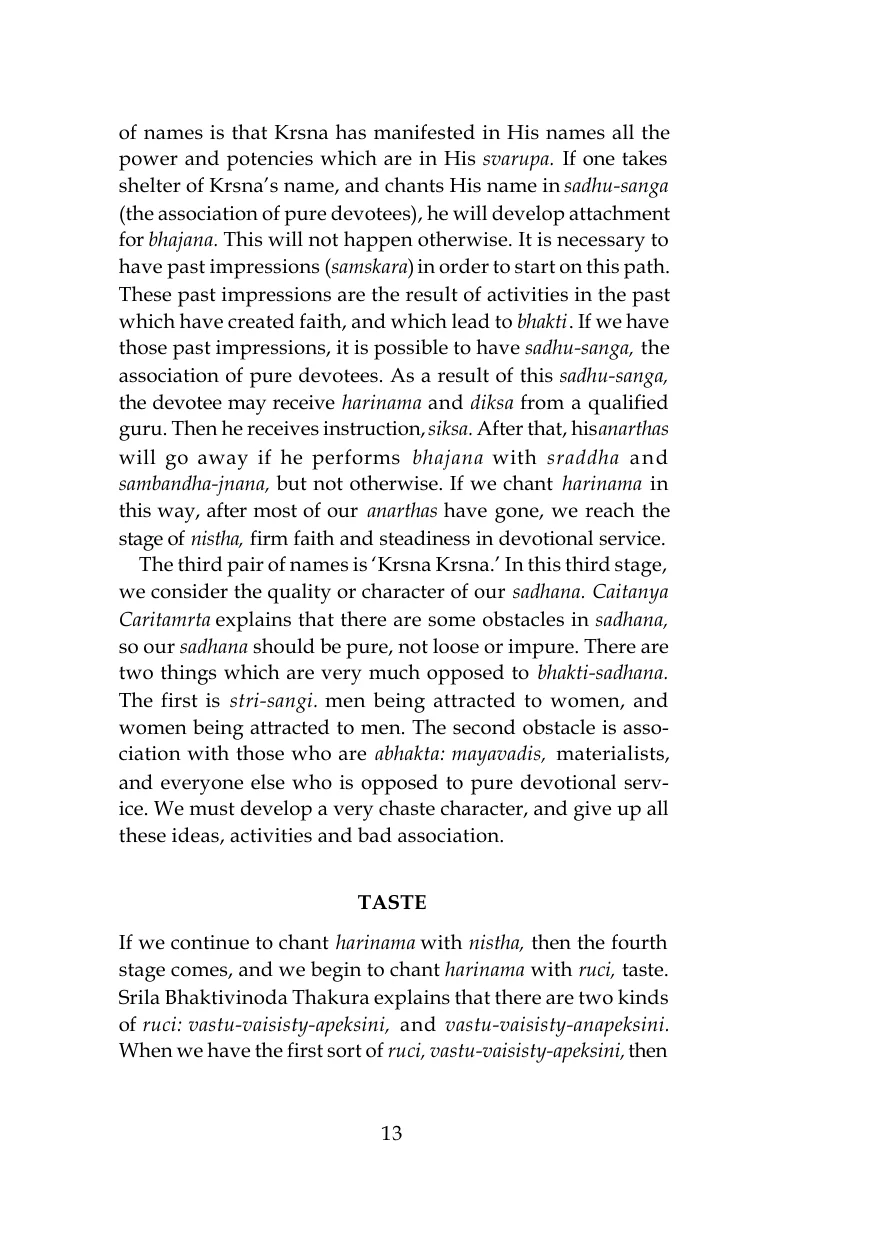 of names is that Krsna has manifested in His names all the
power and potencies which are in His svarupa. If one takes
shelter of Krsna’s name, and chants His name in sadhu-sanga
(the association of pure devotees), he will develop attachment
for bhajana. This will not happen otherwise. It is necessary to
have past impressions (samskara) in order to start on this path.
These past impressions are the result of activities in the past
which have created faith, and which lead to bhakti. If we have
those past impressions, it is possible to have sadhu-sanga, the
association of pure devotees. As a result of this sadhu-sanga,
the devotee may receive harinama and diksa from a qualified
guru. Then he receives instruction, siksa. After that, his anarthas
will go away if he performs bhajana with sraddha and
sambandha-jnana, but not otherwise. If we chant harinama in
this way, after most of our anarthas have gone, we reach the
stage of nistha, firm faith and steadiness in devotional service.
The third pair of names is ‘Krsna Krsna.’ In this third stage,
we consider the quality or character of our sadhana. Caitanya
Caritamrta explains that there are some obstacles in sadhana,
so our sadhana should be pure, not loose or impure. There are
two things which are very much opposed to bhakti-sadhana.
The first is stri-sangi. men being attracted to women, and
women being attracted to men. The second obstacle is asso-
ciation with those who are abhakta: mayavadis, materialists,
and everyone else who is opposed to pure devotional serv-
ice. We must develop a very chaste character, and give up all
these ideas, activities and bad association.
TASTE
If we continue to chant harinama with nistha, then the fourth
stage comes, and we begin to chant harinama with ruci, taste.
Srila Bhaktivinoda Thakura explains that there are two kinds
of ruci: vastu-vaisisty-apeksini, and vastu-vaisisty-anapeksini.
When we have the first sort of ruci, vastu-vaisisty-apeksini, then
13